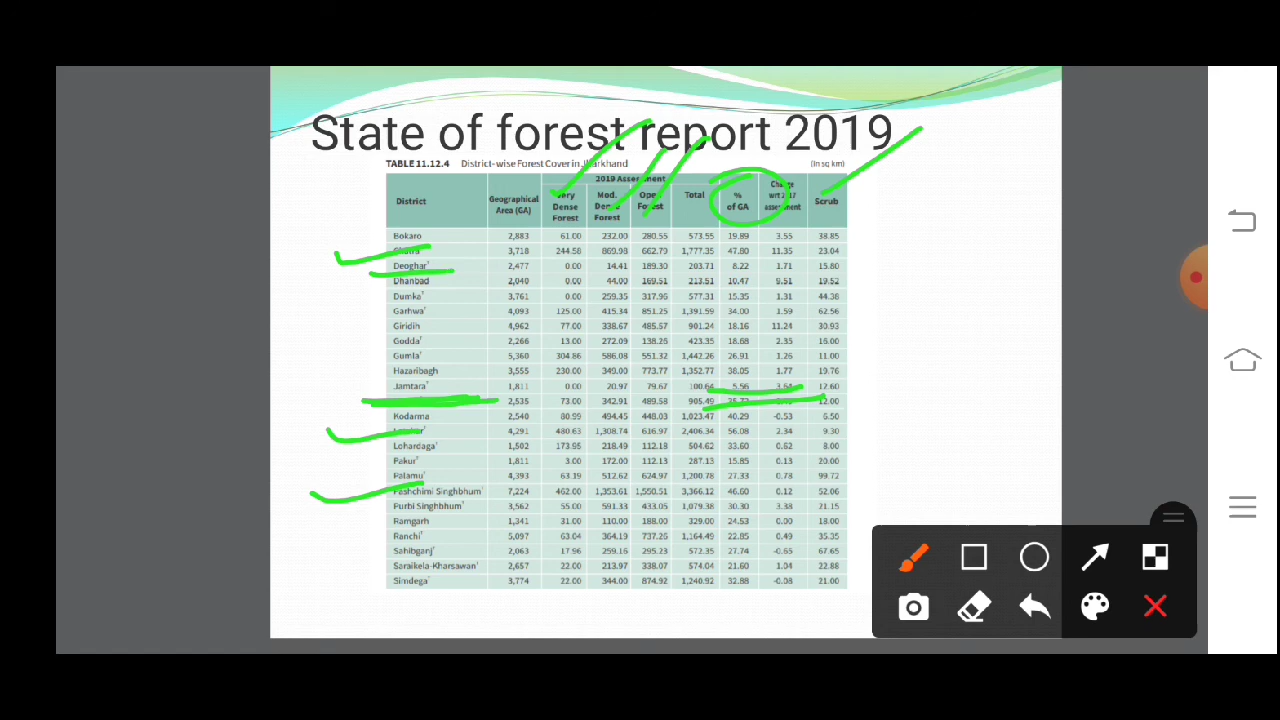 State of forest report 2019
TABLE 11.12.4 District-wise Forest Cover in Jharkhand (in sq km)
District Geographical Area (GA) 2019 Assessment Very Dense Forest Mod. Dense Forest Open Forest Total % of GA Change wrt 2017 assessment Scrub
Bokaro 2,883 61.00 232.00 280.55 573.55 19.89 3.55 38.85
3,718 244.58 869.98 662.79 1,777.35 47.80 11.35 23.04
Deoghar† 2,477 0.00 14.41 189.30 203.71 8.22 1.71 15.80
Dhanbad 2,040 0.00 44.00 169.51 213.51 10.47 9.51 19.52
Dumka† 3,761 0.00 259.35 317.96 577.31 15.35 1.31 44.38
Garhwa† 4,093 125.00 415.34 851.25 1,391.59 34.00 1.59 62.56
Giridih 4,962 77.00 338.67 485.57 901.24 18.16 11.24 30.93
Godda† 2,266 13.00 272.09 138.26 423.35 18.68 2.35 16.00
Gumla† 5,360 304.86 586.08 551.32 1,442.26 26.91 1.26 11.00
Hazaribagh 3,555 230.00 349.00 773.77 1,352.77 38.05 1.77 19.76
Jamtara† 1,811 0.00 20.97 79.67 100.64 5.56 3.64 12.60
2,535 73.00 342.91 489.58 905.49 35.72 12.00
Kodarma 2,540 80.99 494.45 448.03 1,023.47 40.29 -0.53 6.50
4,291 480.63 1,308.74 616.97 2,406.34 56.08 2.34 9.30
Lohardaga† 1,502 173.95 218.49 112.18 504.62 33.60 0.62 8.00
Pakur† 1,811 3.00 172.00 112.13 287.13 15.85 0.13 20.00
Palamu† 4,393 63.19 512.62 624.97 1,200.78 27.33 0.78 99.72
Pashchimi Singhbhum† 7,224 462.00 1,353.61 1,550.51 3,366.12 46.60 0.12 52.06
Purbi Singhbhum† 3,562 55.00 591.33 433.05 1,079.38 30.30 3.38 21.15
Ramgarh 1,341 31.00 110.00 188.00 329.00 24.53 0.00 18.00
Ranchi† 5,097 63.04 364.19 737.26 1,164.49 22.85 0.49 35.35
Sahibganj† 2,063 17.96 259.16 295.23 572.35 27.74 -0.65 67.65
Saraikela-Kharsawan† 2,657 22.00 213.97 338.07 574.04 21.60 1.04 22.88
Simdega† 3,774 22.00 344.00 874.92 1,240.92 32.88 -0.08 21.00